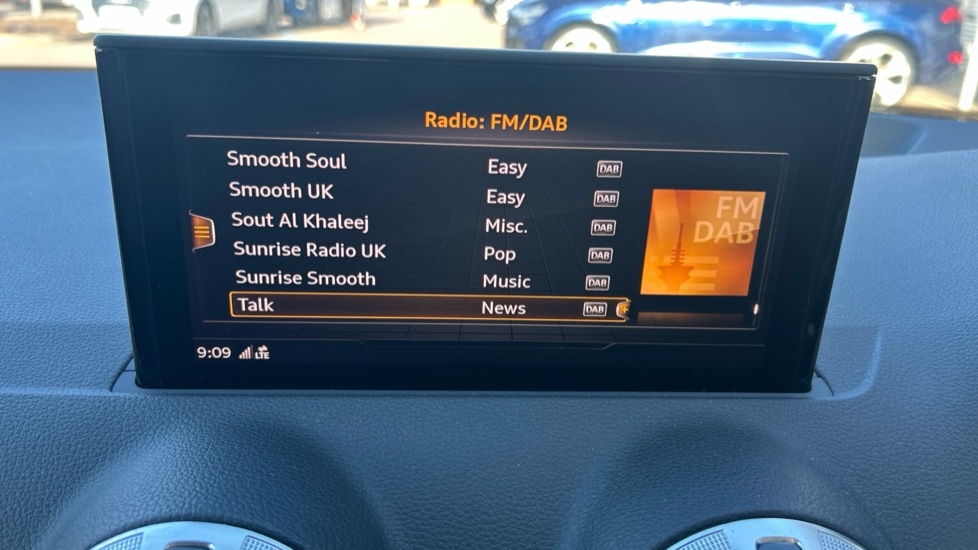 Radio: FM/DAB
Smooth Soul Easy DAB
Smooth UK Easy DAB
Sout Al Khaleej Misc. DAB
Sunrise Radio UK Pop DAB
Sunrise Smooth Music DAB
Talk News DAB
FM
DAB
9:09 LTE